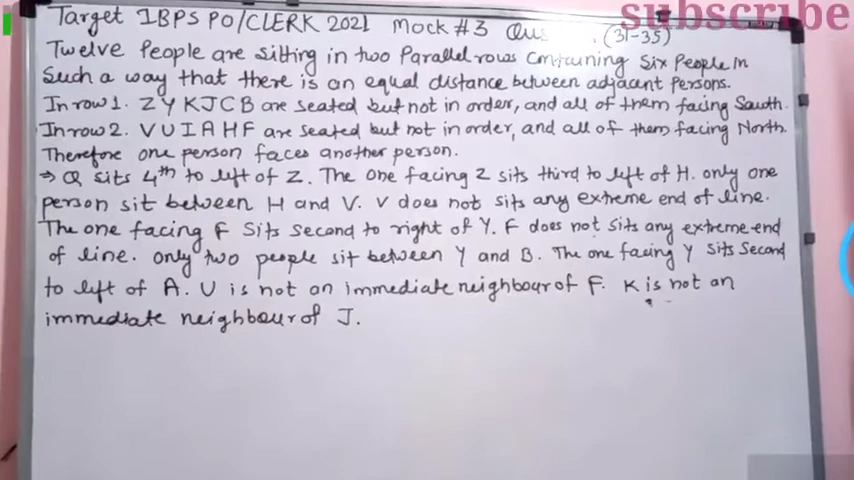 subscribe
Target IBPS PO/CLERK 2021 Mock #3 Que (31-35)
Twelve People are sitting in two Parallel rows containing Six People in
Such a way that there is an equal distance between adjacent Persons.
In row 1. Z Y K J C B are seated but not in order, and all of them facing South.
In row 2. V U I A H F are seated but not in order, and all of them facing North.
Therefore one person faces another person.
⇒ Q sits 4th to left of Z. The one facing Z sits third to left of H. only one
person sit between H and V. V does not sits any extreme end of line.
The one facing F sits second to right of Y. F does not sits any extreme end
of line. only two people sit between Y and B. The one facing Y sits Second
to left of A. U is not an immediate neighbour of F. K is not an
immediate neighbour of J.